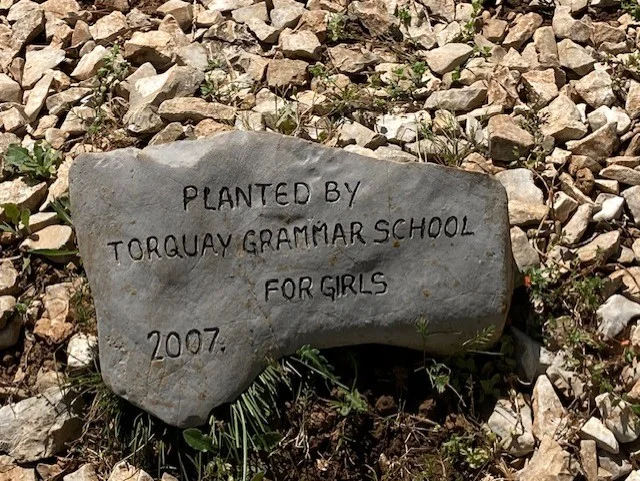 PLANTED BY
TORQUAY GRAMMAR SCHOOL
FOR GIRLS
2007.